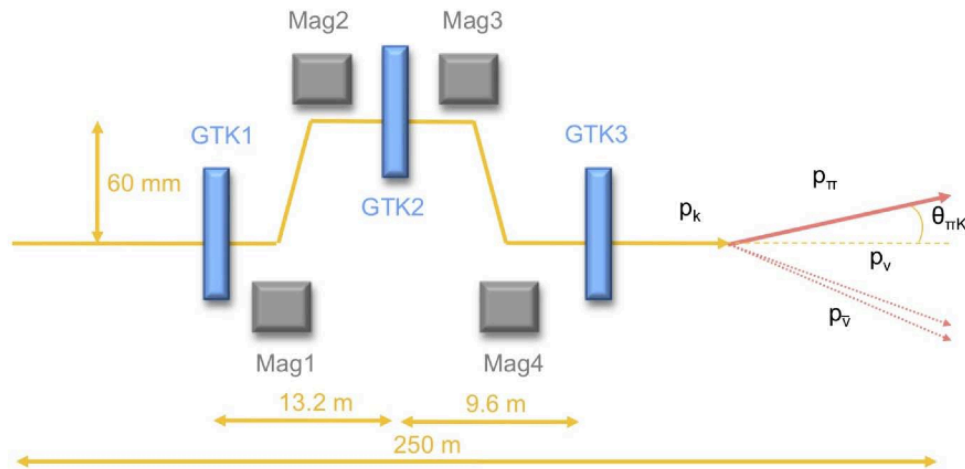 Mag2
Mag3
GTK1
GTK3
60 mm
GTK2
pπ
θπK
pk
pν
pν̅
Mag1
Mag4
13.2 m
9.6 m
250 m